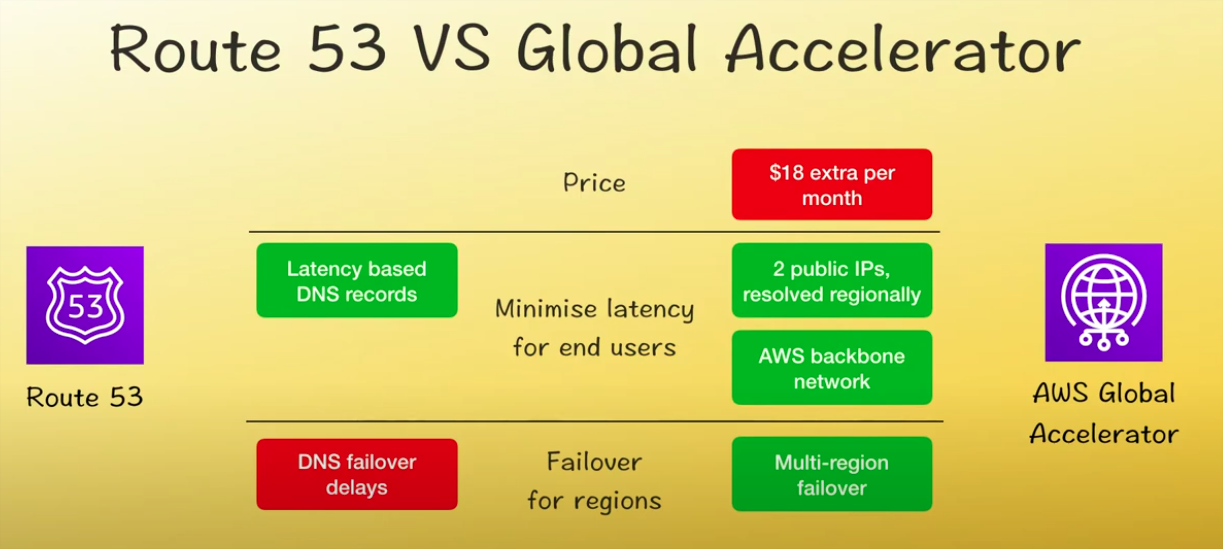 Route 53 VS Global Accelerator
Price
$18 extra per
month
Latency based
DNS records
Minimise latency
for end users
2 public IPs,
resolved regionally
AWS backbone
network
53
Route 53
AWS Global
Accelerator
DNS failover
delays
Failover
for regions
Multi-region
failover